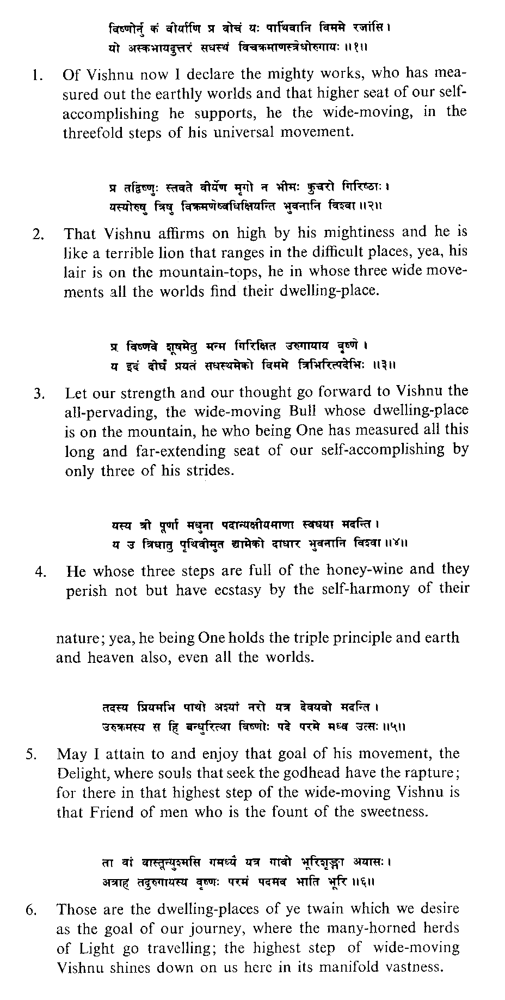 विष्णोर्नु कं वीर्याणि प्र वोचं यः पार्थिवानि विममे रजांसि ।
यो अस्कभायदुत्तरं सधस्थं विचक्रमाणस्त्रेधोरुगायः ॥१॥
1. Of Vishnu now I declare the mighty works, who has mea-
sured out the earthly worlds and that higher seat of our self-
accomplishing he supports, he the wide-moving, in the
threefold steps of his universal movement.
प्र तद्विष्णुः स्तवते वीर्येण मृगो न भीमः कुचरो गिरिष्ठाः ।
यस्योरुषु त्रिषु विक्रमणेष्वधिक्षियन्ति भुवनानि विश्वा ॥२॥
2. That Vishnu affirms on high by his mightiness and he is
like a terrible lion that ranges in the difficult places, yea, his
lair is on the mountain-tops, he in whose three wide move-
ments all the worlds find their dwelling-place.
प्र विष्णवे शूषमेतु मन्म गिरिक्षित उरुगायाय वृष्णे ।
य इदं दीर्घं प्रयतं सधस्थमेको विममे त्रिभिरित्पदेभिः ॥३॥
3. Let our strength and our thought go forward to Vishnu the
all-pervading, the wide-moving Bull whose dwelling-place
is on the mountain, he who being One has measured all this
long and far-extending seat of our self-accomplishing by
only three of his strides.
यस्य त्री पूर्णा मधुना पदान्यक्षीयमाणा स्वधया मदन्ति ।
य उ त्रिधातु पृथिवीमुत द्यामेको दाधार भुवनानि विश्वा ॥४॥
4. He whose three steps are full of the honey-wine and they
perish not but have ecstasy by the self-harmony of their
nature; yea, he being One holds the triple principle and earth
and heaven also, even all the worlds.
तदस्य प्रियमभि पाथो अश्यां नरो यत्र देवयवो मदन्ति ।
उरुक्रमस्य स हि बन्धुरित्था विष्णोः पदे परमे मध्व उत्सः ॥५॥
5. May I attain to and enjoy that goal of his movement, the
Delight, where souls that seek the godhead have the rapture;
for there in that highest step of the wide-moving Vishnu is
that Friend of men who is the fount of the sweetness.
ता वां वास्तून्युश्मसि गमध्यै यत्र गावो भूरिशृङ्गा अयासः ।
अत्राह तदुरुगायस्य वृष्णः परमं पदमव भाति भूरि ॥६॥
6. Those are the dwelling-places of ye twain which we desire
as the goal of our journey, where the many-horned herds
of Light go travelling; the highest step of wide-moving
Vishnu shines down on us here in its manifold vastness.